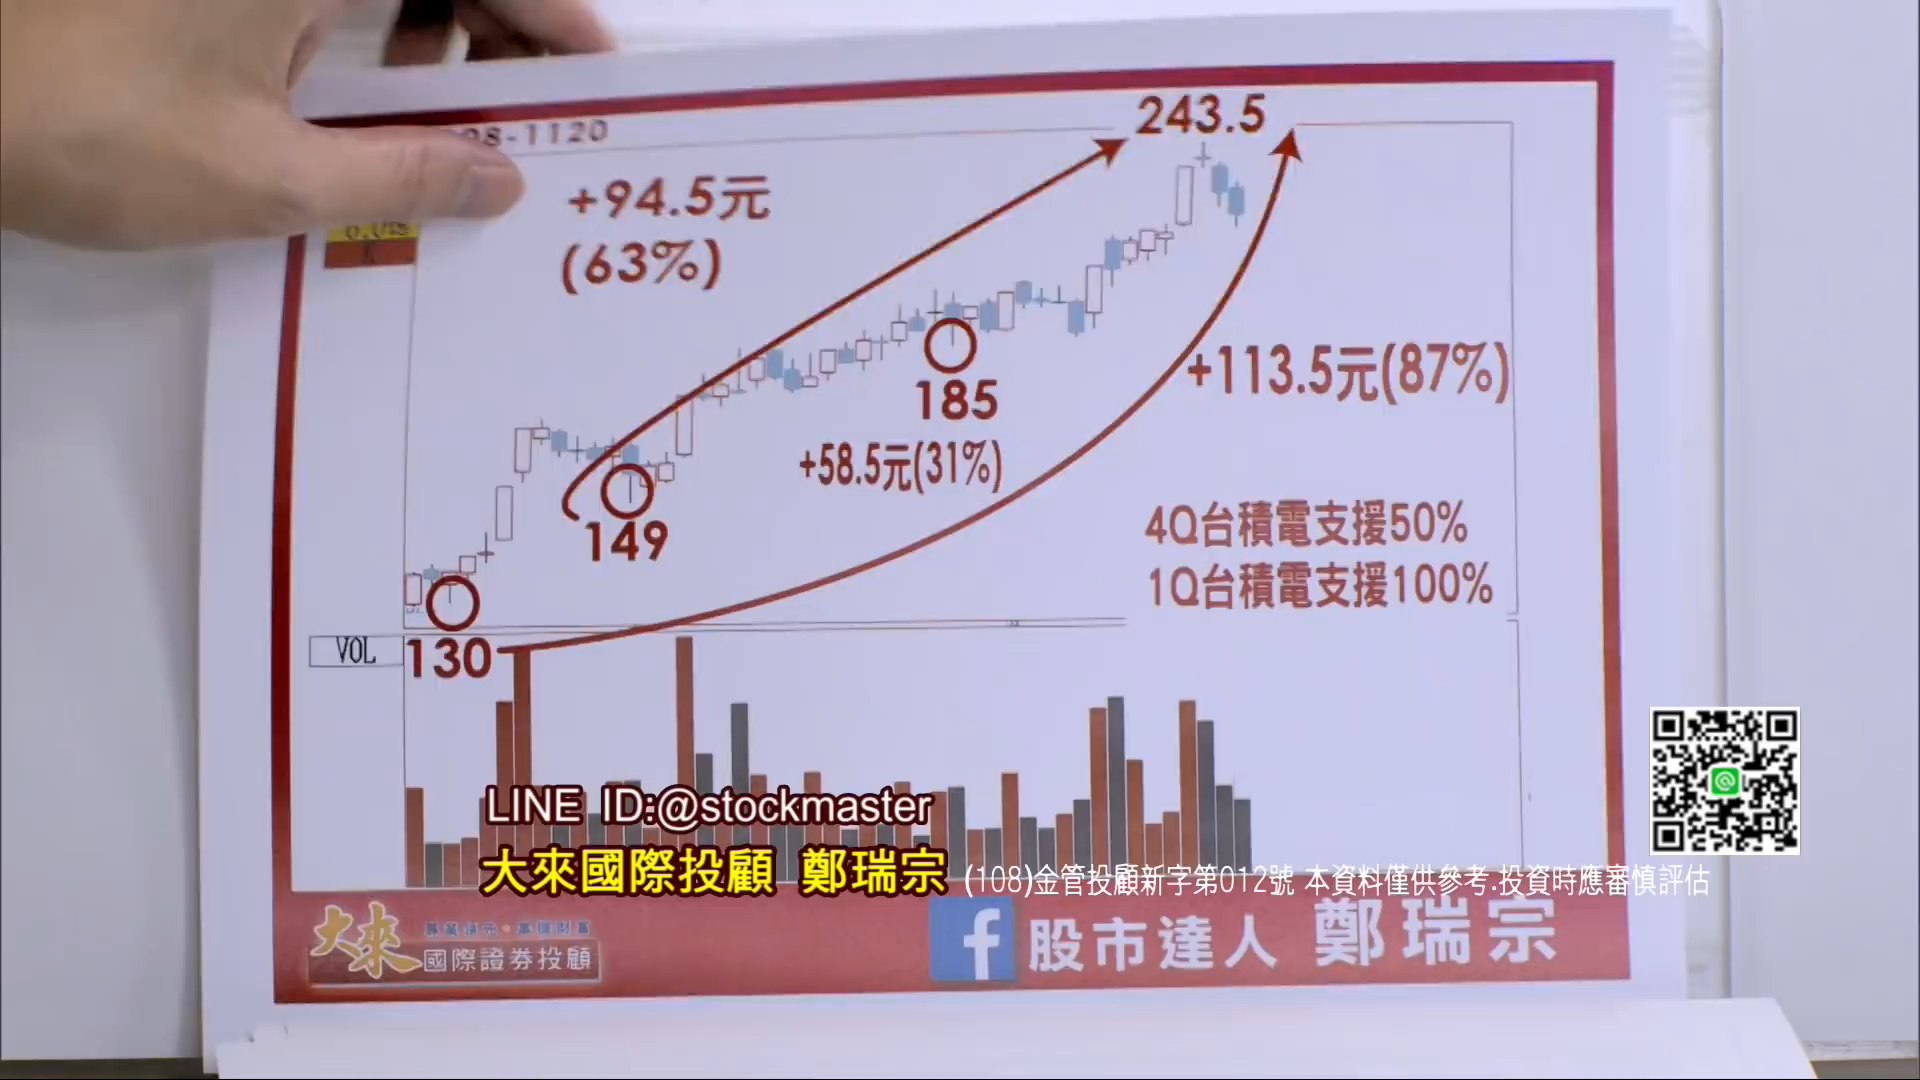 98-1120
243.5
+94.5元
(63%)
K
185
+113.5元(87%)
+58.5元(31%)
149
4Q台積電支援50%
1Q台積電支援100%
VOL
130
LINE ID:@stockmaster
大來國際投顧 鄭瑞宗
(108)金管投顧新字第012號 本資料僅供參考.投資時應審慎評估
大來
國際證券投顧
f 股市達人 鄭瑞宗